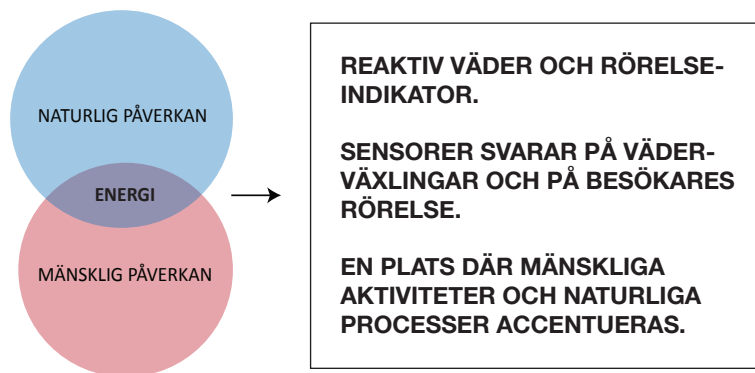 NATURLIG PÅVERKAN
ENERGI
MÄNSKLIG PÅVERKAN
REAKTIV VÄDER OCH RÖRELSE-
INDIKATOR.
SENSORER SVARAR PÅ VÄDER-
VÄXLINGAR OCH PÅ BESÖKARES
RÖRELSE.
EN PLATS DÄR MÄNSKLIGA
AKTIVITETER OCH NATURLIGA
PROCESSER ACCENTUERAS.